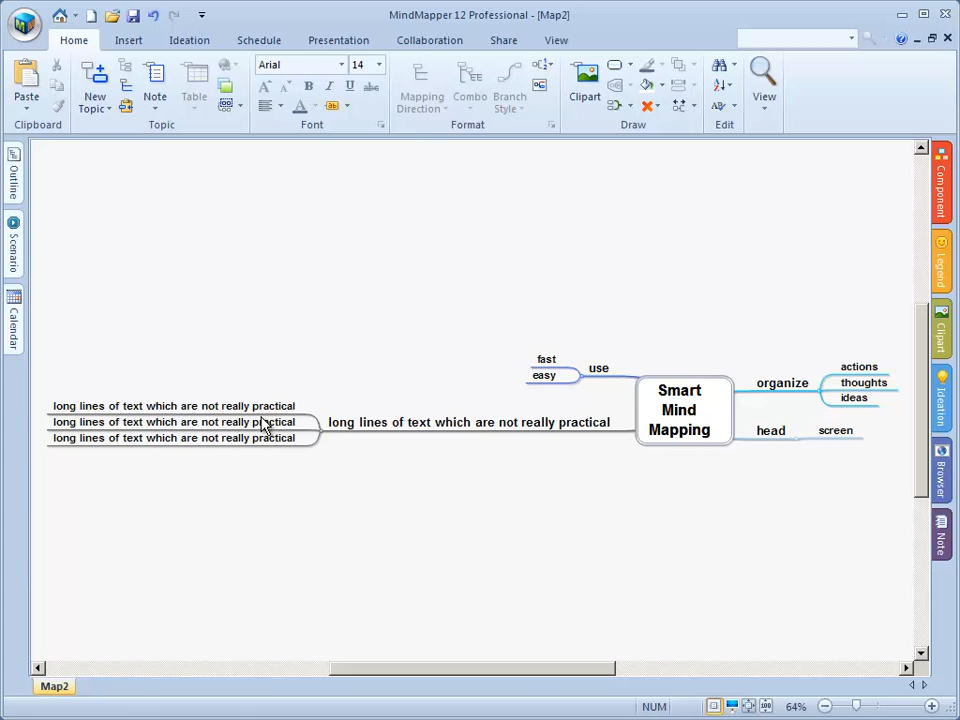 MindMapper 12 Professional - [Map2]
Home Insert Ideation Schedule Presentation Collaboration Share View
Arial 14
Paste New Topic Note Table B I U abc A Mapping Direction Combo Branch Style Clipart View
Clipboard Topic Font Format Draw Edit
Outline
Scenario
Calendar
Component
Legend
Clipart
Ideation
Browser
Note
fast
easy
use
long lines of text which are not really practical
long lines of text which are not really practical
long lines of text which are not really practical
long lines of text which are not really practical
Smart
Mind
Mapping
organize
actions
thoughts
ideas
head
screen
Map2
NUM 64%